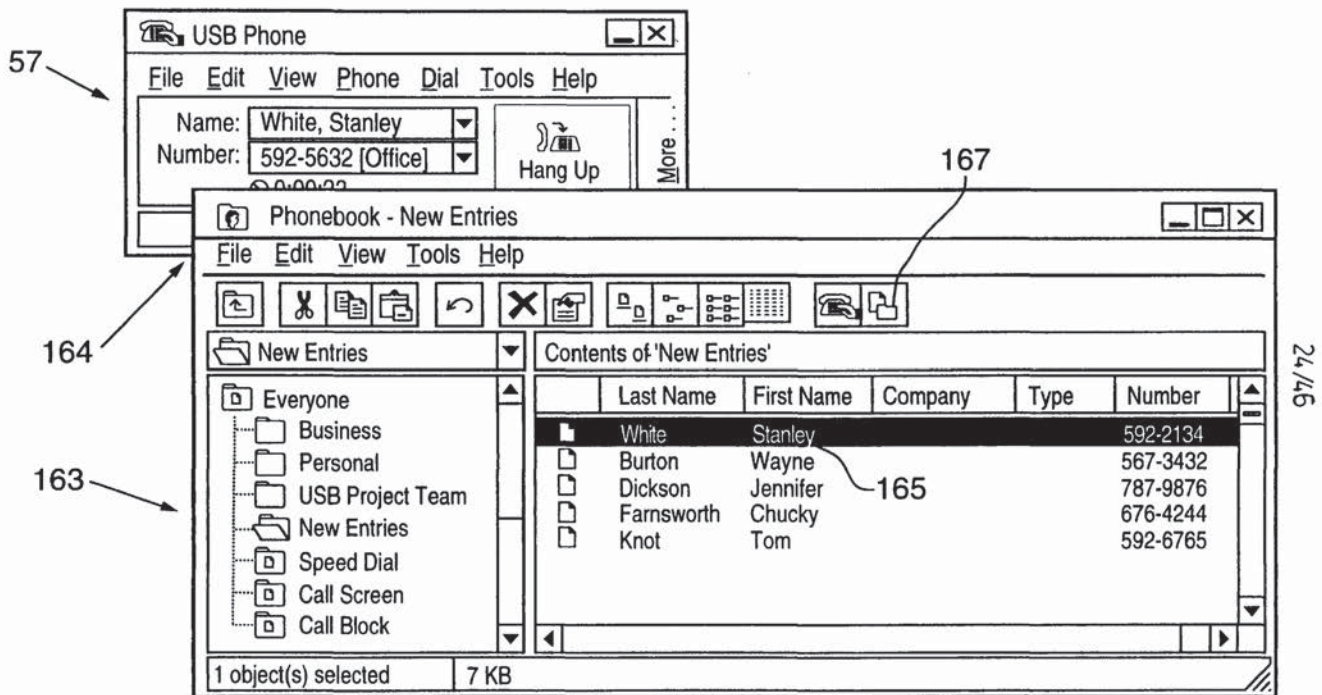 USB Phone
57
File Edit View Phone Dial Tools Help
Name: White, Stanley
Number: 592-5632 [Office]
Hang Up
More . . .
0:00:22
167
Phonebook - New Entries
File Edit View Tools Help
164
New Entries
Contents of 'New Entries'
24/46
Everyone
Business
Personal
USB Project Team
New Entries
Speed Dial
Call Screen
Call Block
163
Last Name First Name Company Type Number
White Stanley 592-2134
Burton Wayne 567-3432
Dickson Jennifer 787-9876
Farnsworth Chucky 676-4244
Knot Tom 592-6765
165
1 object(s) selected 7 KB